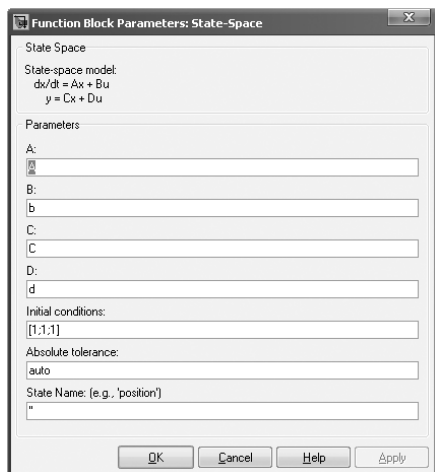 Function Block Parameters: State-Space
State Space
State-space model:
dx/dt = Ax + Bu
y = Cx + Du
Parameters
A:
A
B:
b
C:
C
D:
d
Initial conditions:
[1;1;1]
Absolute tolerance:
auto
State Name: (e.g., 'position')
''
OK Cancel Help Apply